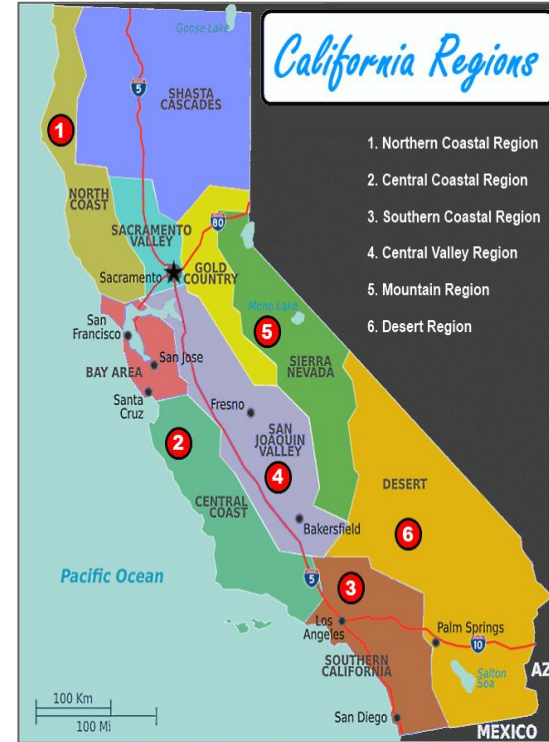 Goose Lake
California Regions
5
SHASTA
CASCADES
1
1. Northern Coastal Region
2. Central Coastal Region
3. Southern Coastal Region
4. Central Valley Region
5. Mountain Region
6. Desert Region
NORTH
COAST
SACRAMENTO
VALLEY
80
Sacramento
GOLD
COUNTRY
Mono Lake
5
San
Francisco
San Jose
BAY AREA
SIERRA
NEVADA
Santa
Cruz
Fresno
2
SAN
JOAQUIN
VALLEY
4
DESERT
CENTRAL
COAST
Bakersfield
6
Pacific Ocean
5
3
Los
Angeles
Palm Springs
10
SOUTHERN
CALIFORNIA
Salton
Sea
AZ
100 Km
100 Mi
San Diego
MEXICO